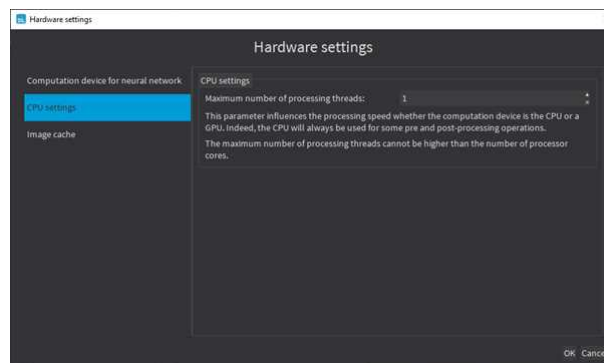 Hardware settings
Hardware settings
Computation device for neural network
CPU settings
Image cache
CPU settings
Maximum number of processing threads: 1
This parameter influences the processing speed whether the computation device is the CPU or a
GPU. Indeed, the CPU will always be used for some pre and post-processing operations.
The maximum number of processing threads cannot be higher than the number of processor
cores.
OK Cance